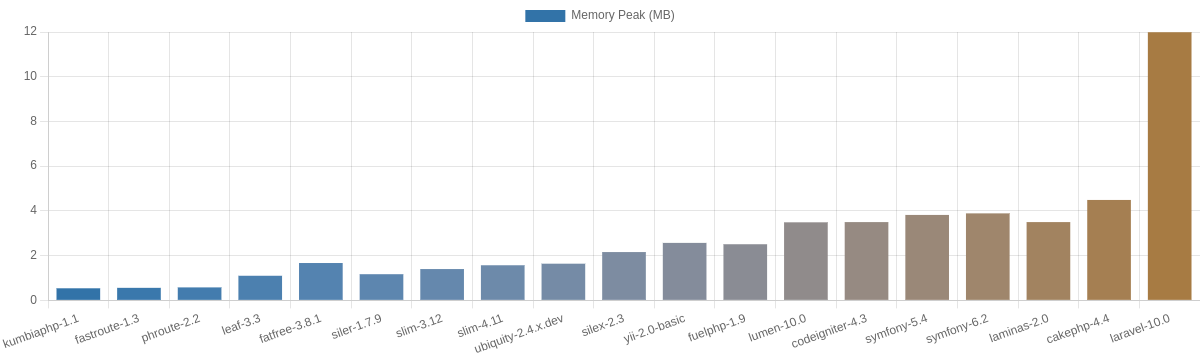 Memory Peak (MB)
12
10
8
6
4
2
0
kumbiaphp-1.1
fastroute-1.3
phroute-2.2
leaf-3.3
fatfree-3.8.1
siler-1.7.9
slim-3.12
slim-4.11
ubiquity-2.4.x.dev
silex-2.3
yii-2.0-basic
fuelphp-1.9
lumen-10.0
codeigniter-4.3
symfony-5.4
symfony-6.2
laminas-2.0
cakephp-4.4
laravel-10.0